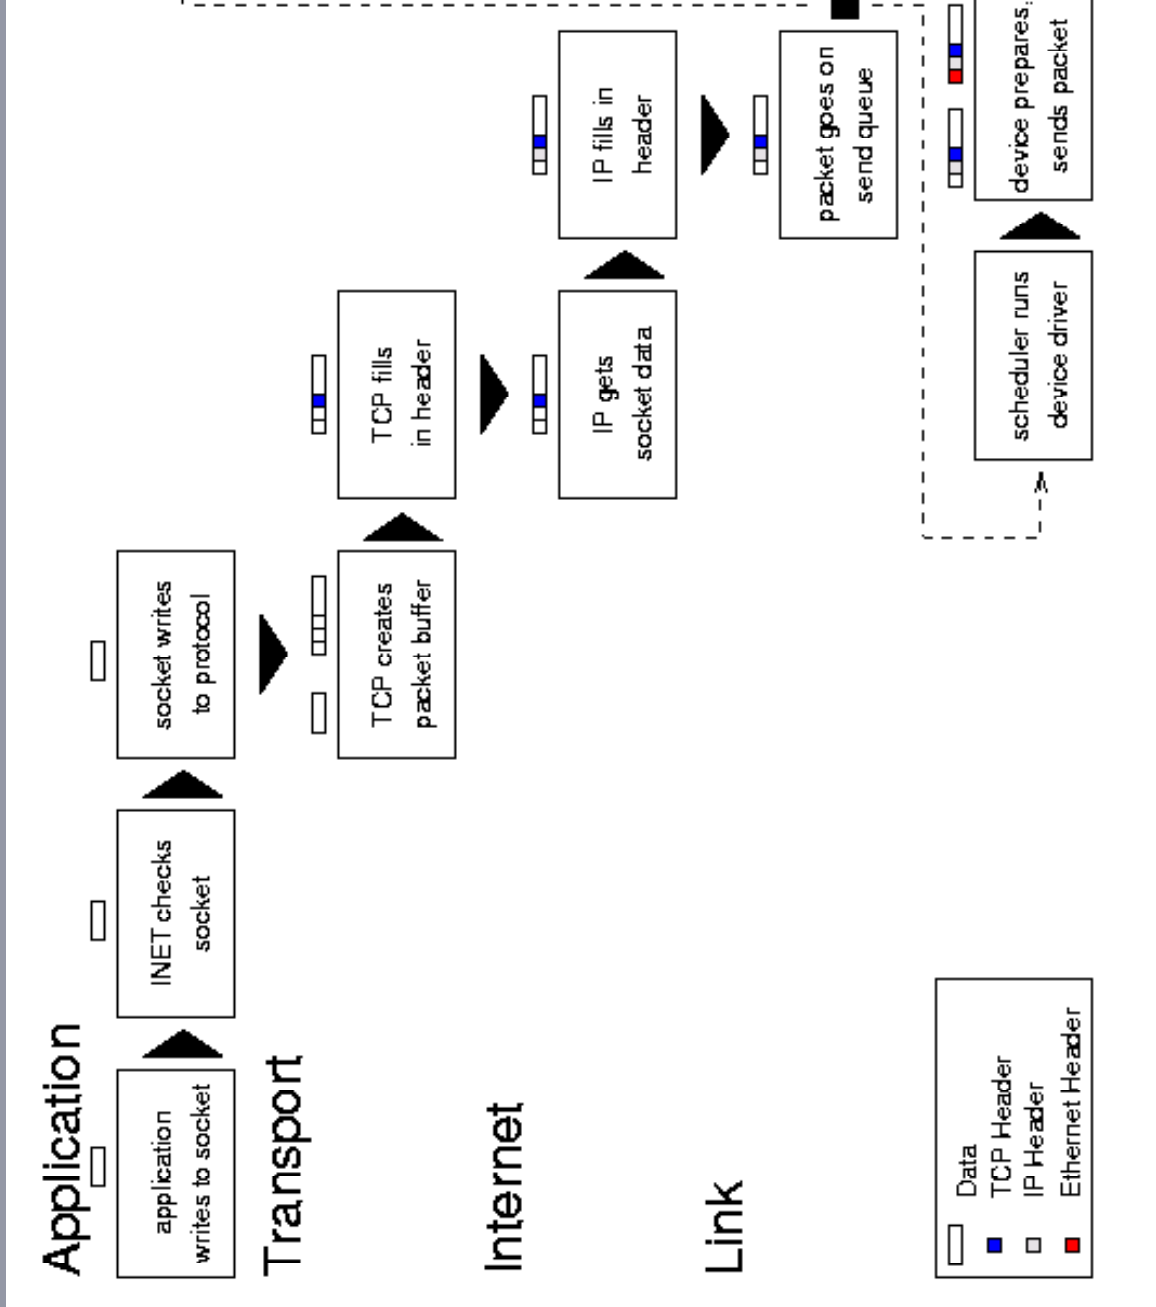 Application
application
writes to socket
INET checks
socket
socket writes
to protocol
Transport
TCP creates
packet buffer
TCP fills
in header
Internet
IP gets
socket data
IP fills in
header
Link
packet goes on
send queue
scheduler runs
device driver
device prepares,
sends packet
Data
TCP Header
IP Header
Ethernet Header